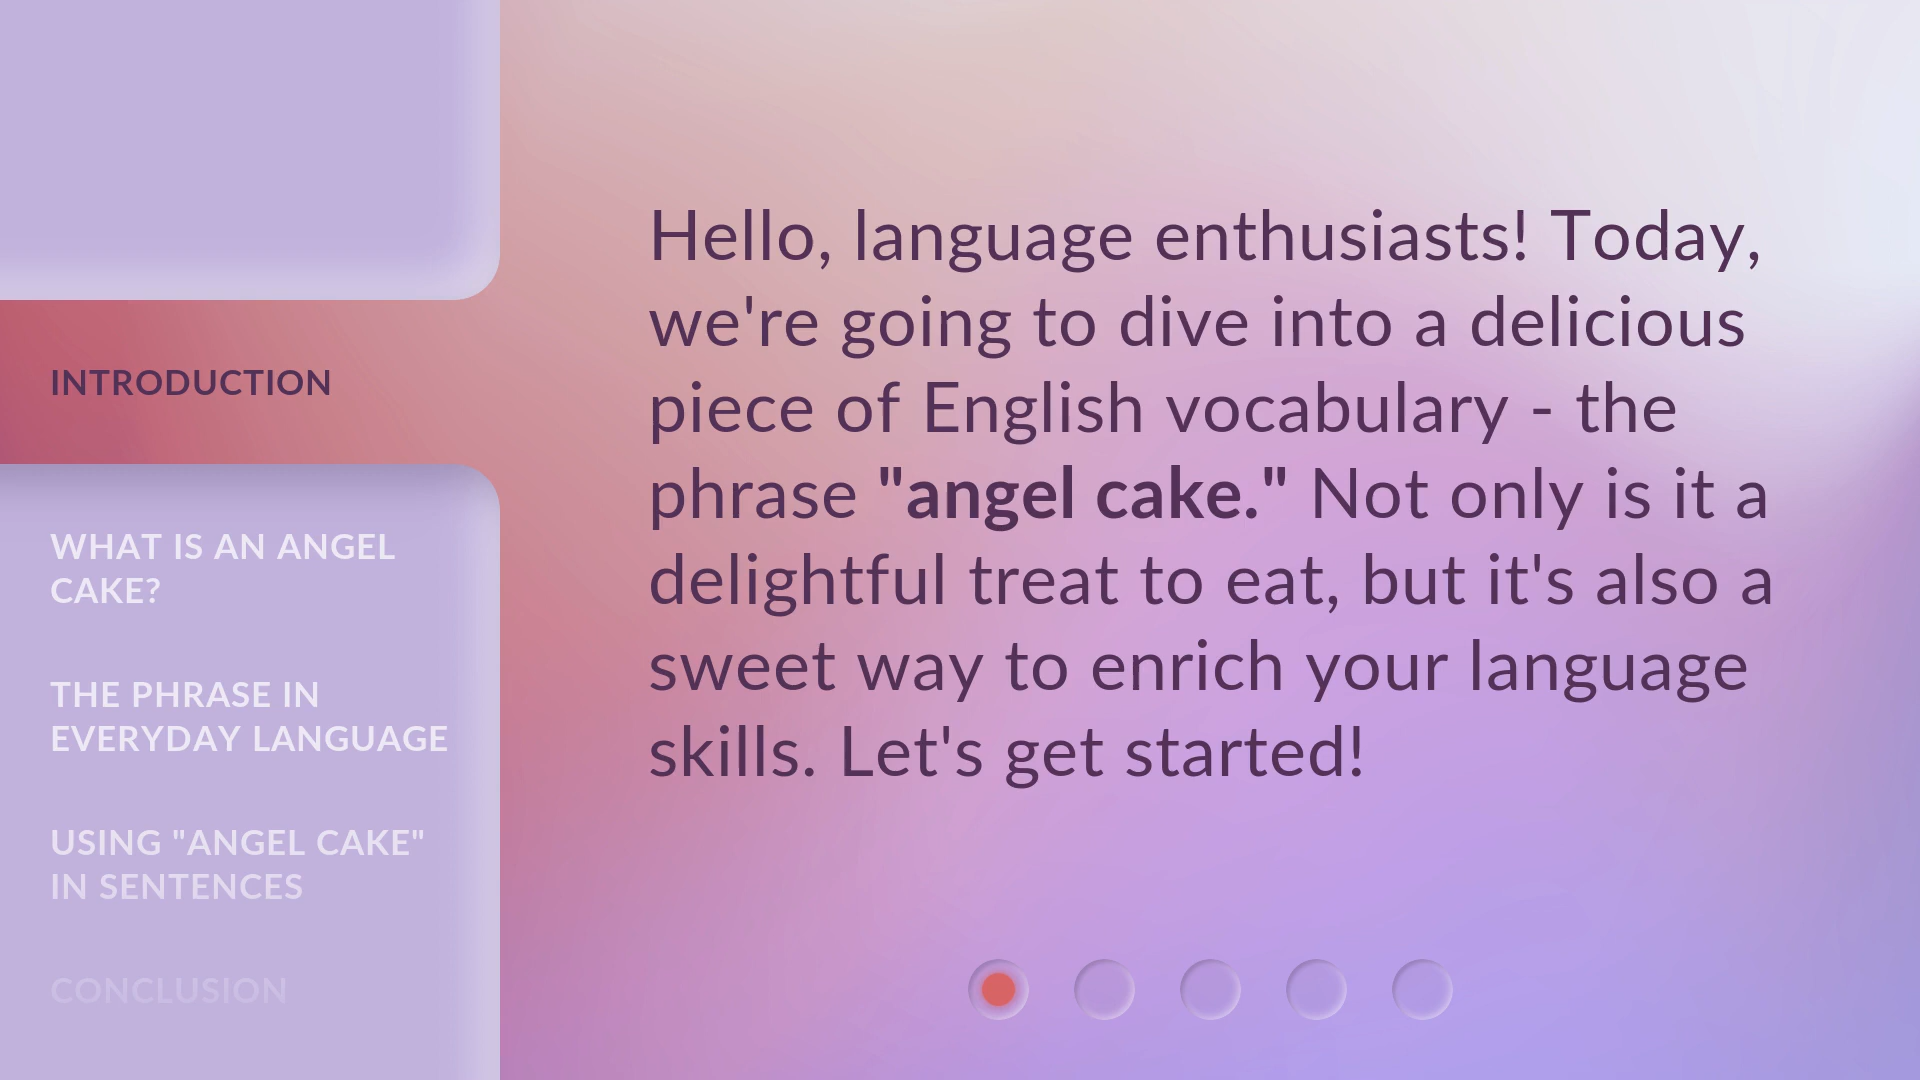 INTRODUCTION
WHAT IS AN ANGEL
CAKE?
THE PHRASE IN
EVERYDAY LANGUAGE
USING "ANGEL CAKE"
IN SENTENCES
CONCLUSION
Hello, language enthusiasts! Today,
we're going to dive into a delicious
piece of English vocabulary - the
phrase "angel cake." Not only is it a
delightful treat to eat, but it's also a
sweet way to enrich your language
skills. Let's get started!